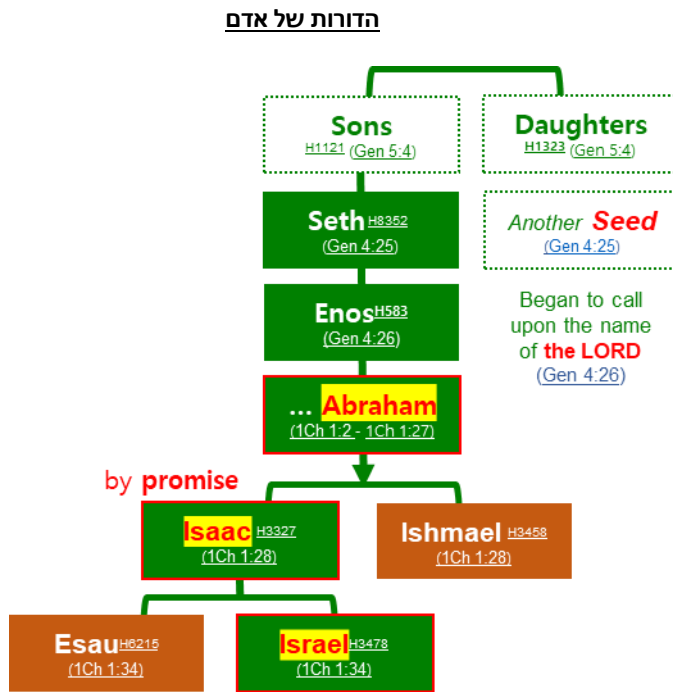 הדורות של אדם
Sons
H1121 (Gen 5:4)
Daughters
H1323 (Gen 5:4)
Seth H8352
(Gen 4:25)
Another Seed
(Gen 4:25)
Enos H583
(Gen 4:26)
Began to call
upon the name
of the LORD
(Gen 4:26)
... Abraham
(1Ch 1:2 - 1Ch 1:27)
by promise
Isaac H3327
(1Ch 1:28)
Ishmael H3458
(1Ch 1:28)
Esau H6215
(1Ch 1:34)
Israel H3478
(1Ch 1:34)